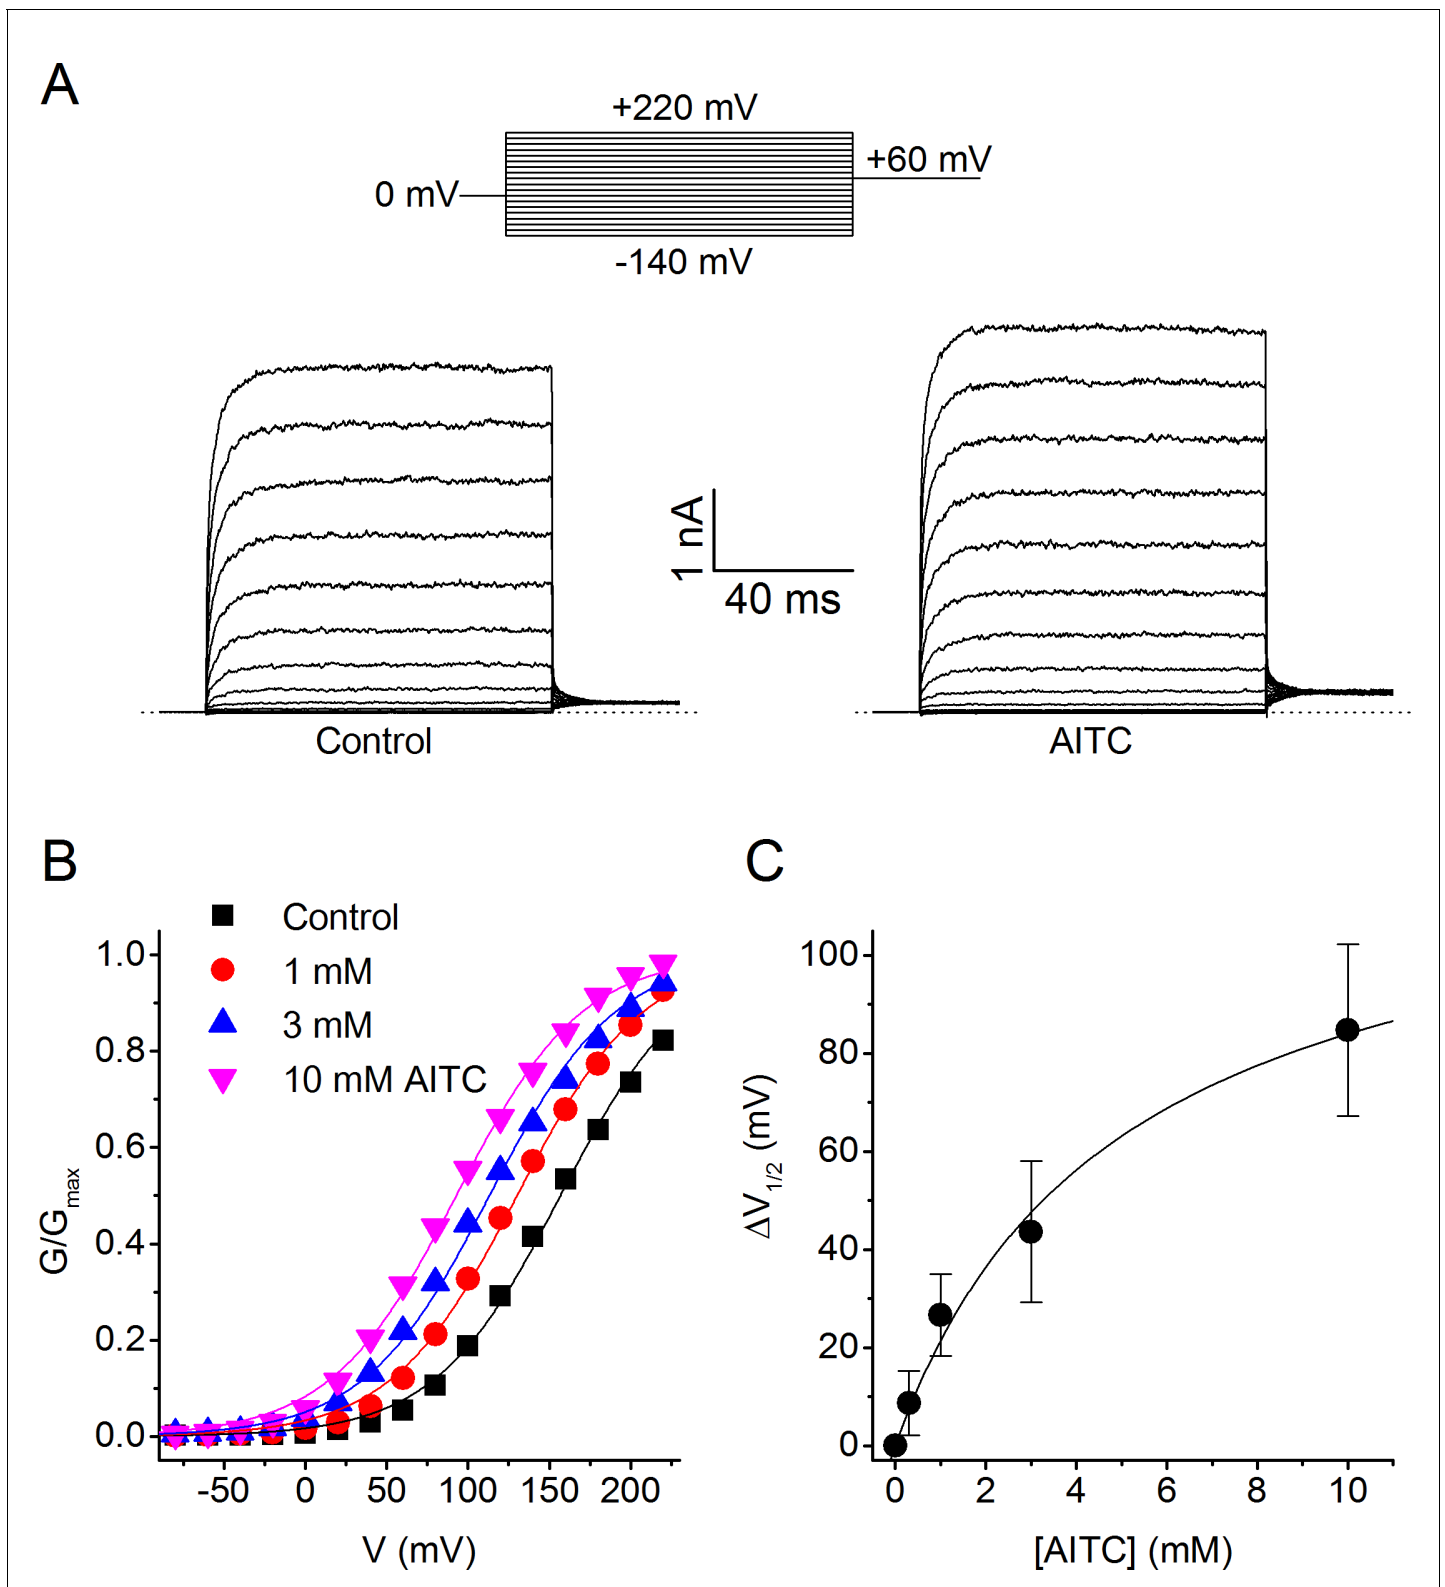 A
+220 mV
+60 mV
0 mV
-140 mV
1 nA
40 ms
Control
AITC
B
Control
1 mM
3 mM
10 mM AITC
1.0
0.8
0.6
0.4
0.2
0.0
G/Gmax
-50 0 50 100 150 200
V (mV)
C
100
80
60
40
20
0
ΔV1/2 (mV)
0 2 4 6 8 10
[AITC] (mM)